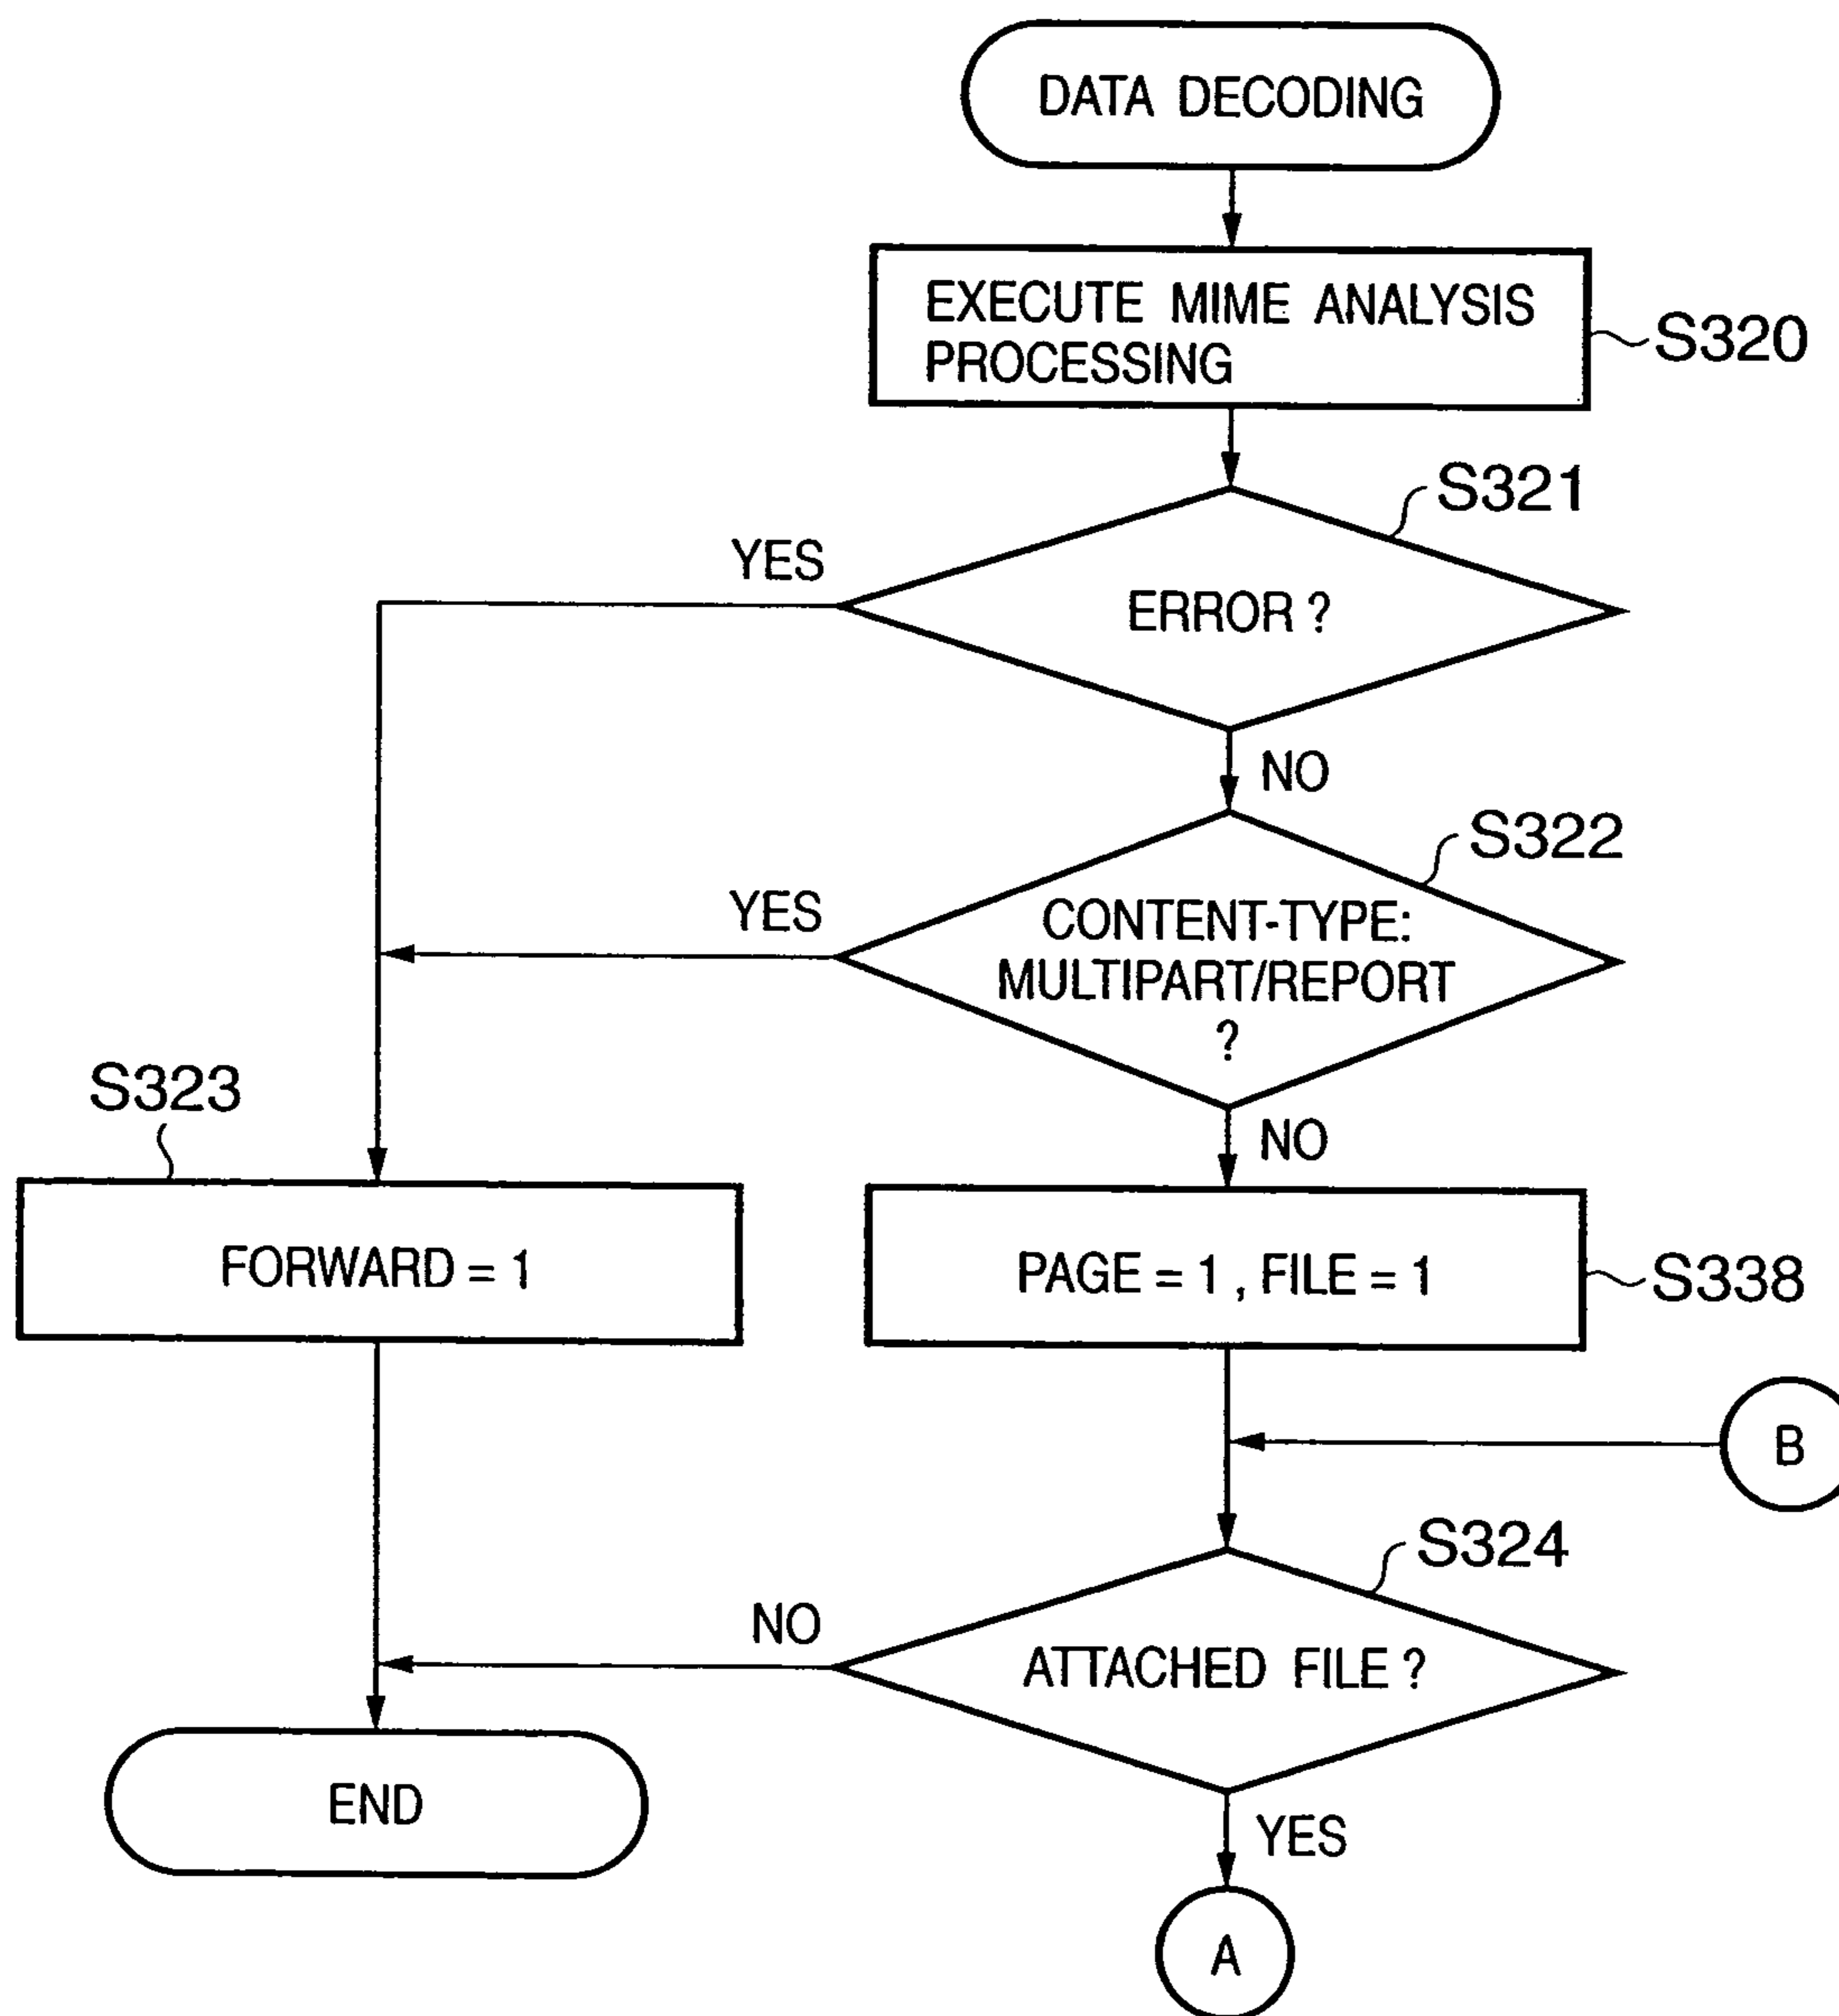 DATA DECODING
EXECUTE MIME ANALYSIS
PROCESSING
S320
S321
YES
ERROR ?
NO
S322
YES
CONTENT-TYPE:
MULTIPART/REPORT
?
S323
NO
FORWARD = 1
PAGE = 1 , FILE = 1
S338
B
S324
NO
ATTACHED FILE ?
END
YES
A